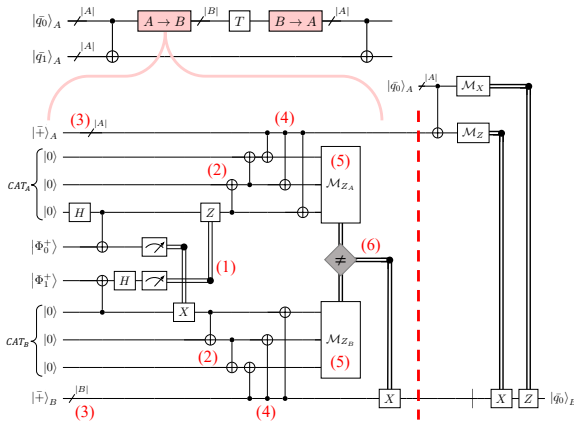 |q̄₀⟩_A |A| A → B |B| T B → A |A|
|q̄₁⟩_A |A|
|q̄₀⟩_A |A| M_X
|+̄⟩_A (3) |A| (4) M_Z
|0⟩ (5)
CAT_A |0⟩ (2) M_{Z_A}
|0⟩ H Z
|Φ₀⁺⟩ (6)
(1) ≠
|Φ₁⁺⟩ H
|0⟩ X
CAT_B |0⟩ (2) M_{Z_B}
|0⟩ (5)
|+̄⟩_B |B| X X Z |q̄₀⟩_B
(3) (4)